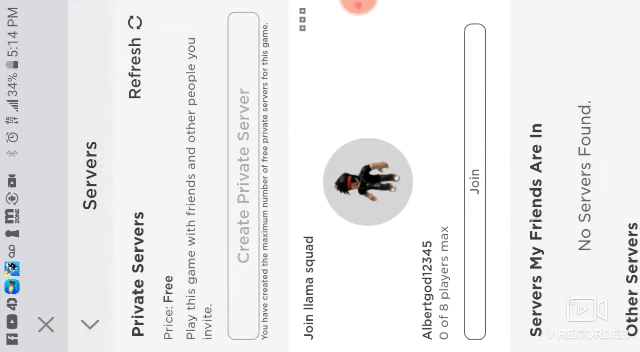 34% 5:14 PM
Servers
Private Servers
Refresh
Price: Free
Play this game with friends and other people you
invite.
Create Private Server
You have created the maximum number of free private servers for this game.
Join llama squad
Albertgod12345
0 of 8 players max
Join
Servers My Friends Are In
No Servers Found.
Other Servers
V RECORDER